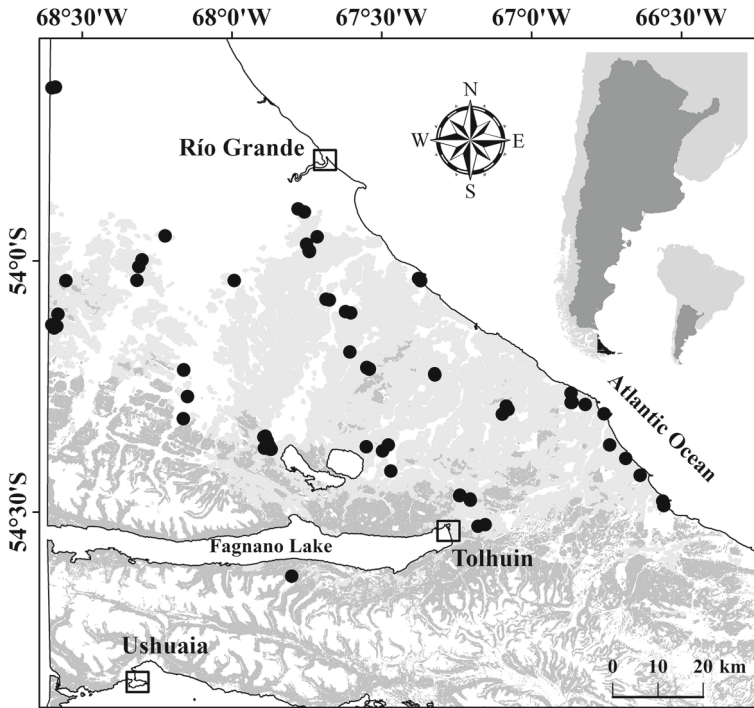 68°30'W 68°0'W 67°30'W 67°0'W 66°30'W
N
W E
S
Río Grande
54°0'S
Atlantic Ocean
54°30'S
Fagnano Lake
Tolhuin
Ushuaia
0 10 20 km